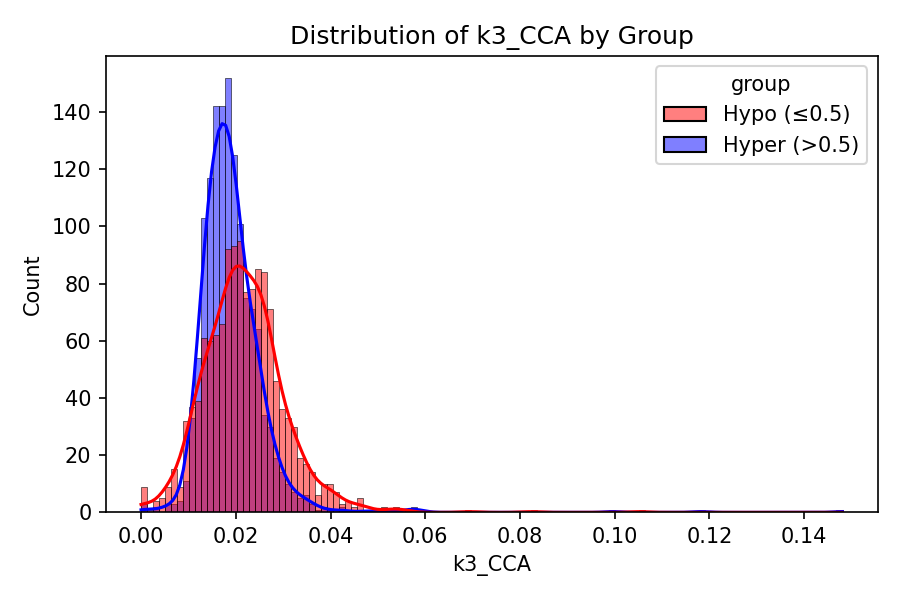 Distribution of k3_CCA by Group
group
Hypo (≤0.5)
Hyper (>0.5)
Count
140
120
100
80
60
40
20
0
0.00 0.02 0.04 0.06 0.08 0.10 0.12 0.14
k3_CCA